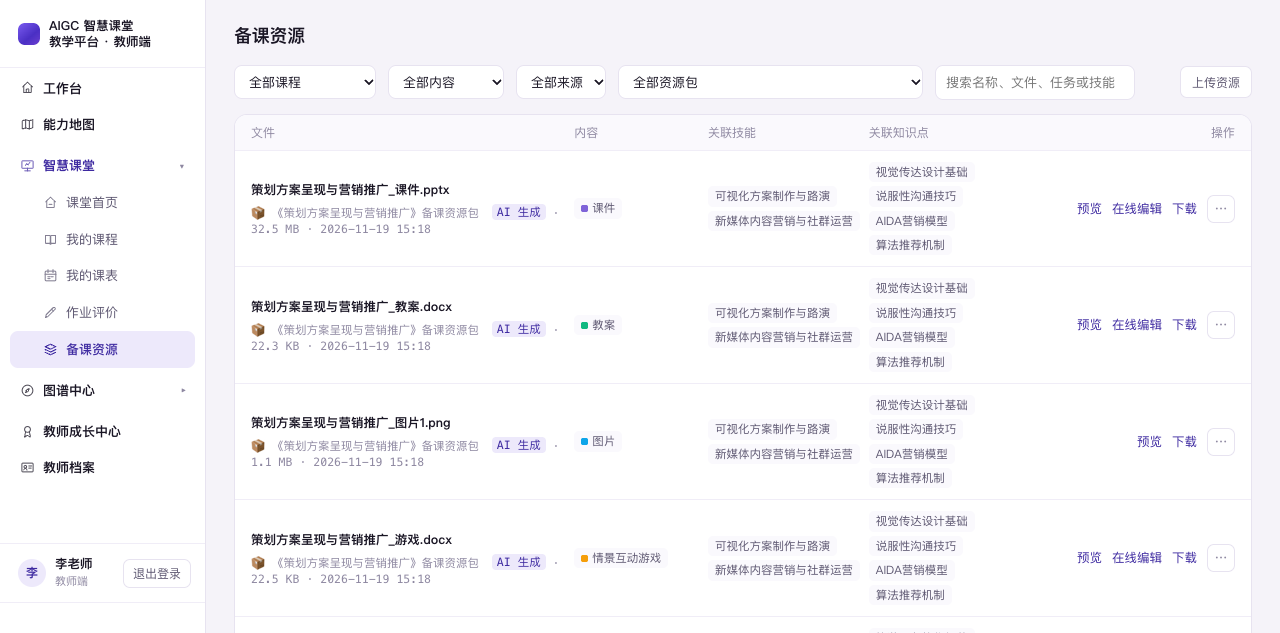 AIGC 智慧课堂
教学平台 · 教师端
工作台
能力地图
智慧课堂
课堂首页
我的课程
我的课表
作业评价
备课资源
图谱中心
教师成长中心
教师档案
李
李老师
教师端
退出登录
备课资源
全部课程
全部内容
全部来源
全部资源包
搜索名称、文件、任务或技能
上传资源
文件
内容
关联技能
关联知识点
操作
策划方案呈现与营销推广_课件.pptx
《策划方案呈现与营销推广》备课资源包 AI 生成 ·
32.5 MB · 2026-11-19 15:18
课件
可视化方案制作与路演
新媒体内容营销与社群运营
视觉传达设计基础
说服性沟通技巧
AIDA营销模型
算法推荐机制
预览 在线编辑 下载 ···
策划方案呈现与营销推广_教案.docx
《策划方案呈现与营销推广》备课资源包 AI 生成 ·
22.3 KB · 2026-11-19 15:18
教案
可视化方案制作与路演
新媒体内容营销与社群运营
视觉传达设计基础
说服性沟通技巧
AIDA营销模型
算法推荐机制
预览 在线编辑 下载 ···
策划方案呈现与营销推广_图片1.png
《策划方案呈现与营销推广》备课资源包 AI 生成 ·
1.1 MB · 2026-11-19 15:18
图片
可视化方案制作与路演
新媒体内容营销与社群运营
视觉传达设计基础
说服性沟通技巧
AIDA营销模型
算法推荐机制
预览 下载 ···
策划方案呈现与营销推广_游戏.docx
《策划方案呈现与营销推广》备课资源包 AI 生成 ·
22.5 KB · 2026-11-19 15:18
情景互动游戏
可视化方案制作与路演
新媒体内容营销与社群运营
视觉传达设计基础
说服性沟通技巧
AIDA营销模型
算法推荐机制
预览 在线编辑 下载 ···